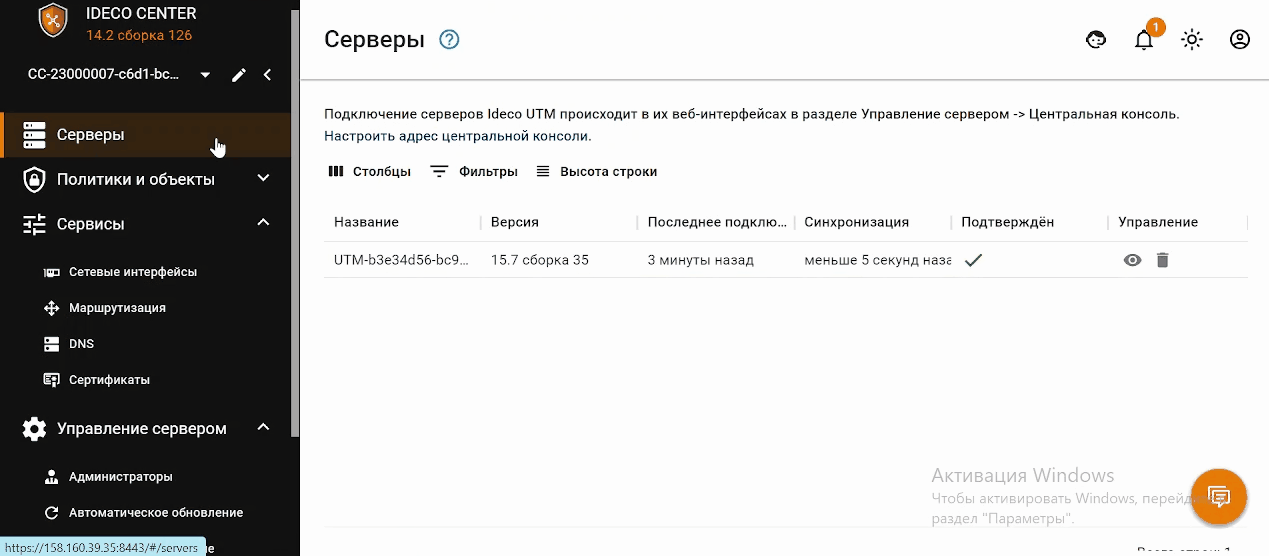 IDECO CENTER
14.2 сборка 126
CC-23000007-c6d1-bc...
Серверы
Политики и объекты
Сервисы
Сетевые интерфейсы
Маршрутизация
DNS
Сертификаты
Управление сервером
Администраторы
Автоматическое обновление
https://158.160.39.35:8443/#/servers
Серверы
1
Подключение серверов Ideco UTM происходит в их веб-интерфейсах в разделе Управление сервером -> Центральная консоль.
Настроить адрес центральной консоли.
Столбцы Фильтры Высота строки
Название Версия Последнее подклю... Синхронизация Подтверждён Управление
UTM-b3e34d56-bc9... 15.7 сборка 35 3 минуты назад меньше 5 секунд наза
Активация Windows
Чтобы активировать Windows, перейд
раздел "Параметры".